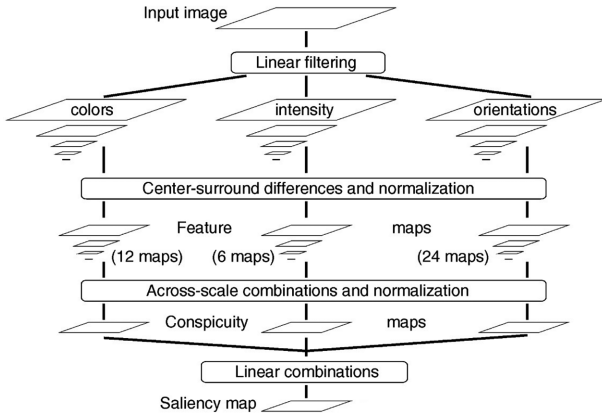 Input image
Linear filtering
colors intensity orientations
Center-surround differences and normalization
Feature maps
(12 maps) (6 maps) (24 maps)
Across-scale combinations and normalization
Conspicuity maps
Linear combinations
Saliency map